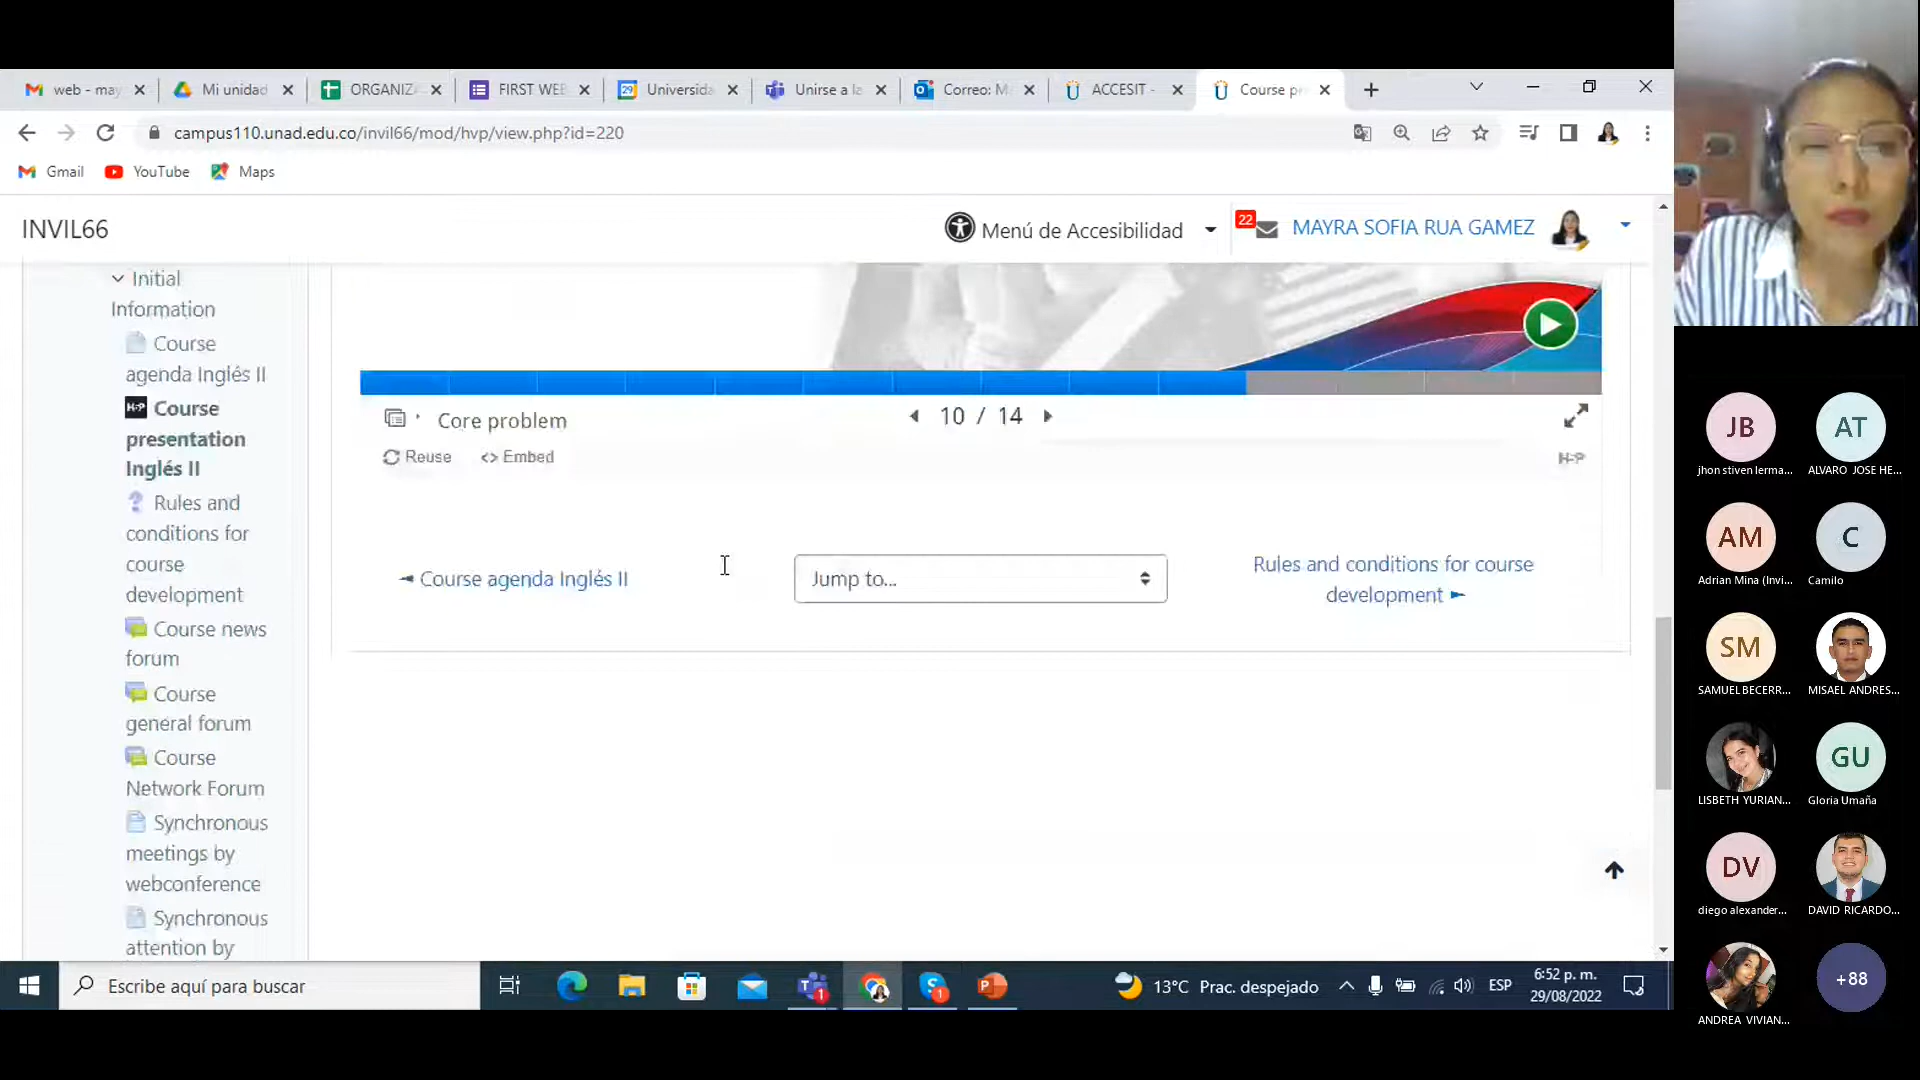 web - may
Mi unidad
ORGANIZA
FIRST WEB
Universida
Unirse a la
Correo: M
ACCESIT -
Course pr
campus110.unad.edu.co/invil66/mod/hvp/view.php?id=220
Gmail
YouTube
Maps
INVIL66
Menú de Accesibilidad
22
MAYRA SOFIA RUA GAMEZ
Initial
Information
Course
agenda Inglés II
H-P Course
presentation
Inglés II
Rules and
conditions for
course
development
Course news
forum
Course
general forum
Course
Network Forum
Synchronous
meetings by
webconference
Synchronous
attention by
Core problem
10 / 14
Reuse
<> Embed
H-P
Course agenda Inglés II
Jump to...
Rules and conditions for course
development
Escribe aquí para buscar
13°C Prac. despejado
ESP
6:52 p. m.
29/08/2022
JB
jhon stiven lerma...
AT
ALVARO JOSE HE...
AM
Adrian Mina (Invi...
C
Camilo
SM
SAMUEL BECERR...
MISAEL ANDRES...
LISBETH YURIAN...
GU
Gloria Umaña
DV
diego alexander...
DAVID RICARDO...
ANDREA VIVIAN...
+88